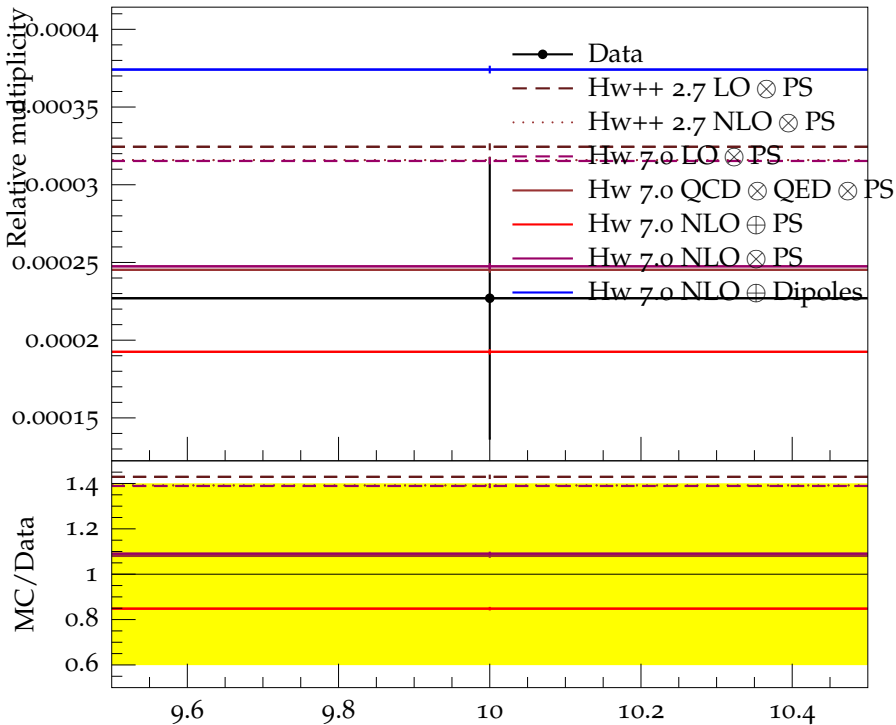 Relative multiplicity
0.0004
0.00035
0.0003
0.00025
0.0002
0.00015
Data
Hw++ 2.7 LO ⊗ PS
Hw++ 2.7 NLO ⊗ PS
Hw 7.0 LO ⊗ PS
Hw 7.0 QCD ⊗ QED ⊗ PS
Hw 7.0 NLO ⊕ PS
Hw 7.0 NLO ⊗ PS
Hw 7.0 NLO ⊕ Dipoles
MC/Data
1.4
1.2
1
0.8
0.6
9.6 9.8 10 10.2 10.4